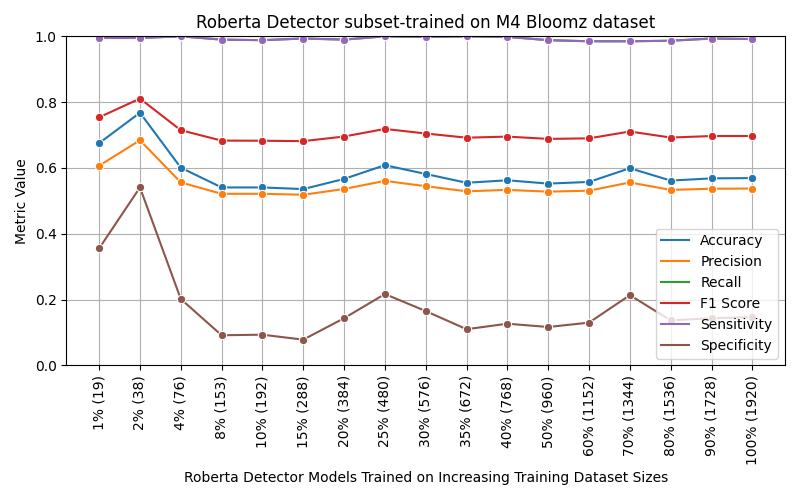 Roberta Detector subset-trained on M4 Bloomz dataset
Metric Value
1.0
0.8
0.6
0.4
0.2
0.0
Accuracy
Precision
Recall
F1 Score
Sensitivity
Specificity
1% (19)
2% (38)
4% (76)
8% (153)
10% (192)
15% (288)
20% (384)
25% (480)
30% (576)
35% (672)
40% (768)
50% (960)
60% (1152)
70% (1344)
80% (1536)
90% (1728)
100% (1920)
Roberta Detector Models Trained on Increasing Training Dataset Sizes